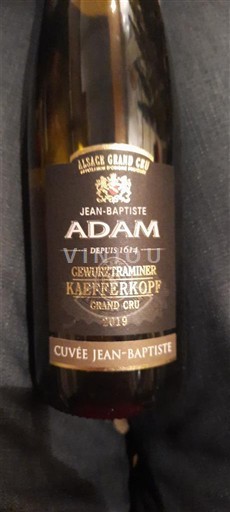 ALSACE GRAND CRU
JEAN-BAPTISTE
ADAM
DEPUIS 1614
VINOU
GEWURZTRAMINER
KAEFFERKOPF
GRAND CRU
2019
CUVÉE JEAN-BAPTISTE